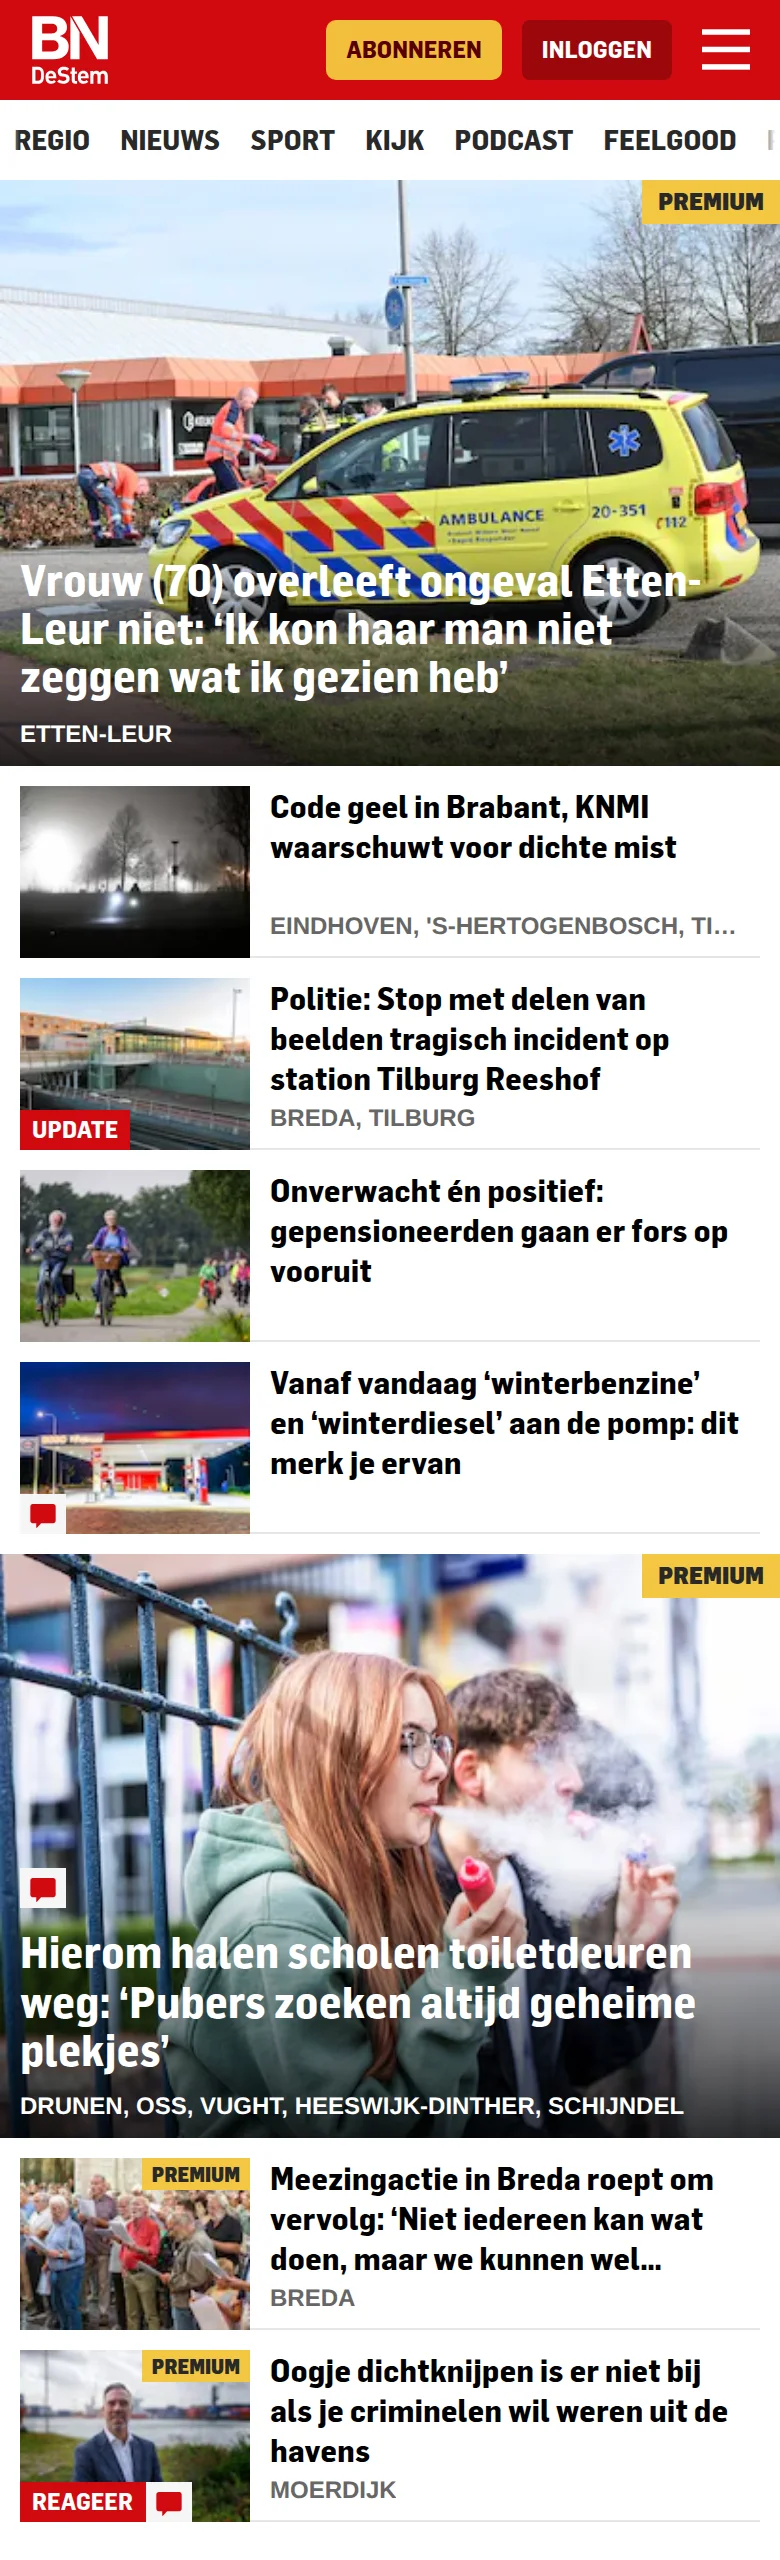 BN
DeStem
ABONNEREN
INLOGGEN
REGIO
NIEUWS
SPORT
KIJK
PODCAST
FEELGOOD
PREMIUM
AMBULANCE
20-351
112
Vrouw (70) overleeft ongeval Etten-
Leur niet: ‘Ik kon haar man niet
zeggen wat ik gezien heb’
ETTEN-LEUR
Code geel in Brabant, KNMI
waarschuwt voor dichte mist
EINDHOVEN, 'S-HERTOGENBOSCH, TI...
Politie: Stop met delen van
beelden tragisch incident op
station Tilburg Reeshof
UPDATE
BREDA, TILBURG
Onverwacht én positief:
gepensioneerden gaan er fors op
vooruit
Vanaf vandaag ‘winterbenzine’
en ‘winterdiesel’ aan de pomp: dit
merk je ervan
PREMIUM
Hierom halen scholen toiletdeuren
weg: ‘Pubers zoeken altijd geheime
plekjes’
DRUNEN, OSS, VUGHT, HEESWIJK-DINTHER, SCHIJNDEL
PREMIUM
Meezingactie in Breda roept om
vervolg: ‘Niet iedereen kan wat
doen, maar we kunnen wel...
BREDA
PREMIUM
Oogje dichtknijpen is er niet bij
als je criminelen wil weren uit de
havens
REAGEER
MOERDIJK